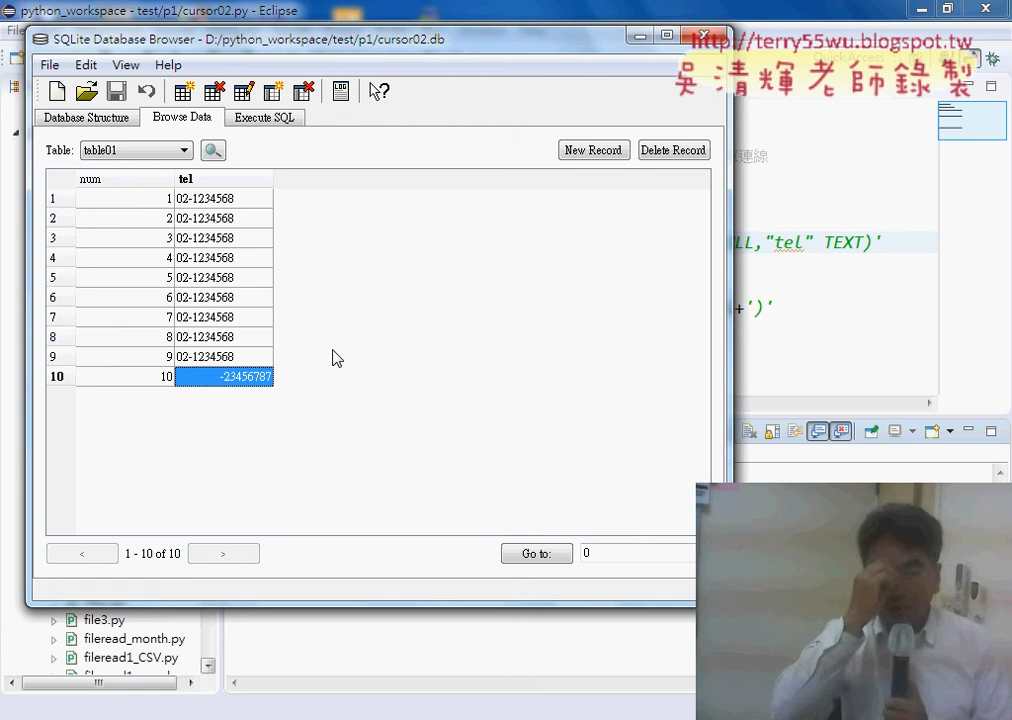 python_workspace - test/p1/cursor02.py - Eclipse
SQLite Database Browser - D:/python_workspace/test/p1/cursor02.db
http://terry55wu.blogspot.tw
吳清輝老師錄製
File Edit View Help
LOG
Database Structure Browse Data Execute SQL
Table: table01 New Record Delete Record
連線
num tel
1 1 02-1234568
2 2 02-1234568
3 3 02-1234568
4 4 02-1234568
5 5 02-1234568
6 6 02-1234568
7 7 02-1234568
8 8 02-1234568
9 9 02-1234568
10 10 -23456787
LL,"tel" TEXT)'
+')'
< 1 - 10 of 10 > Go to: 0
file3.py
fileread_month.py
fileread1_CSV.py